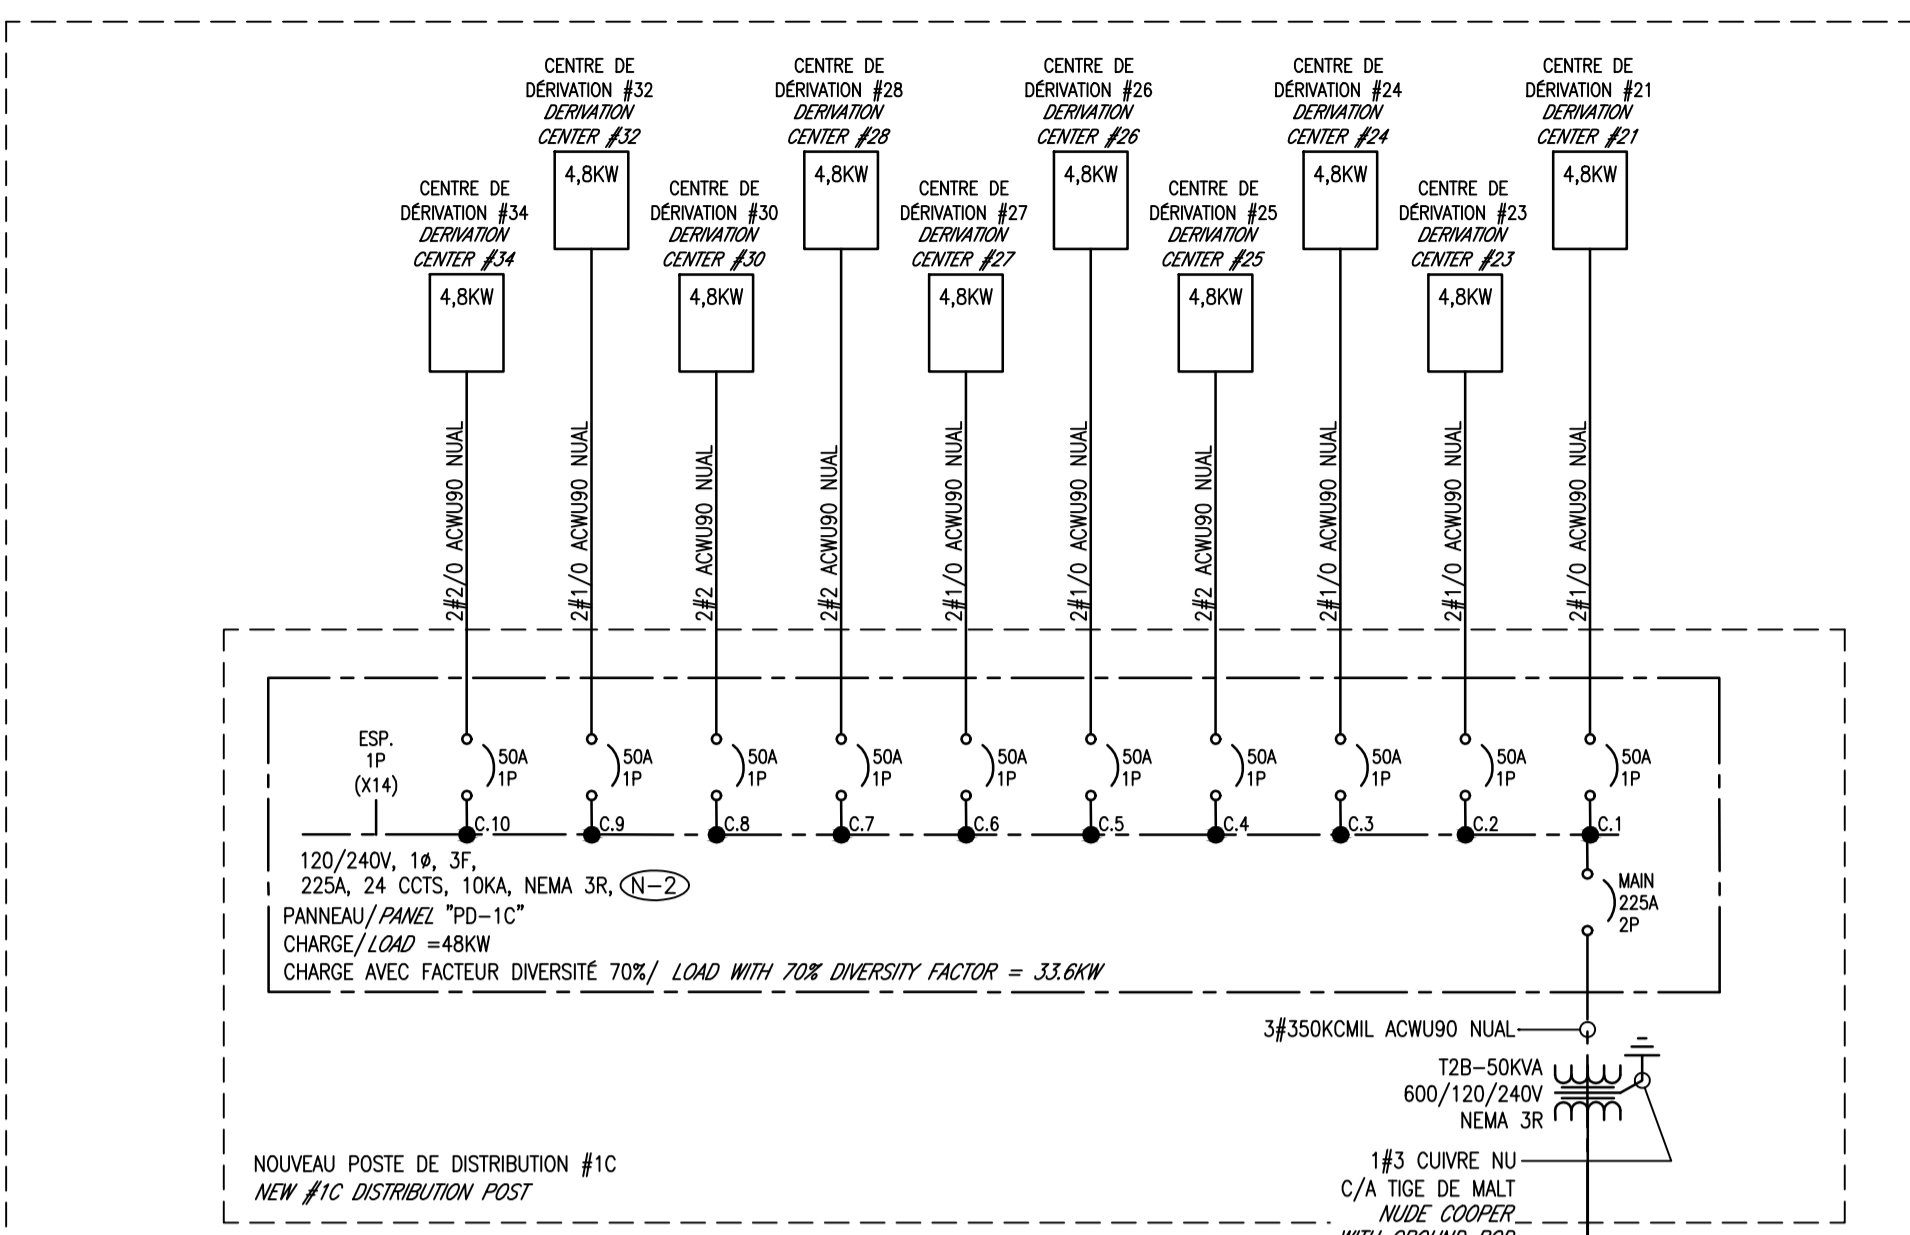 CENTRE DE
DÉRIVATION #32
DERIVATION
CENTER #32
4,8KW
CENTRE DE
DÉRIVATION #28
DERIVATION
CENTER #28
4,8KW
CENTRE DE
DÉRIVATION #26
DERIVATION
CENTER #26
4,8KW
CENTRE DE
DÉRIVATION #24
DERIVATION
CENTER #24
4,8KW
CENTRE DE
DÉRIVATION #21
DERIVATION
CENTER #21
4,8KW
CENTRE DE
DÉRIVATION #34
DERIVATION
CENTER #34
4,8KW
CENTRE DE
DÉRIVATION #30
DERIVATION
CENTER #30
4,8KW
CENTRE DE
DÉRIVATION #27
DERIVATION
CENTER #27
4,8KW
CENTRE DE
DÉRIVATION #25
DERIVATION
CENTER #25
4,8KW
CENTRE DE
DÉRIVATION #23
DERIVATION
CENTER #23
4,8KW
2#2/0 ACWU90 NUAL
2#1/0 ACWU90 NUAL
2#2 ACWU90 NUAL
2#2 ACWU90 NUAL
2#1/0 ACWU90 NUAL
2#1/0 ACWU90 NUAL
2#2 ACWU90 NUAL
2#1/0 ACWU90 NUAL
2#1/0 ACWU90 NUAL
2#1/0 ACWU90 NUAL
ESP.
1P
(X14)
50A
1P
C.10
50A
1P
C.9
50A
1P
C.8
50A
1P
C.7
50A
1P
C.6
50A
1P
C.5
50A
1P
C.4
50A
1P
C.3
50A
1P
C.2
50A
1P
C.1
120/240V, 1ø, 3F,
225A, 24 CCTS, 10KA, NEMA 3R, N-2
PANNEAU/PANEL "PD-1C"
CHARGE/LOAD =48KW
CHARGE AVEC FACTEUR DIVERSITÉ 70%/ LOAD WITH 70% DIVERSITY FACTOR = 33.6KW
MAIN
225A
2P
3#350KCMIL ACWU90 NUAL
T2B-50KVA
600/120/240V
NEMA 3R
1#3 CUIVRE NU
C/A TIGE DE MALT
NUDE COOPER
WITH GROUND ROD
NOUVEAU POSTE DE DISTRIBUTION #1C
NEW #1C DISTRIBUTION POST